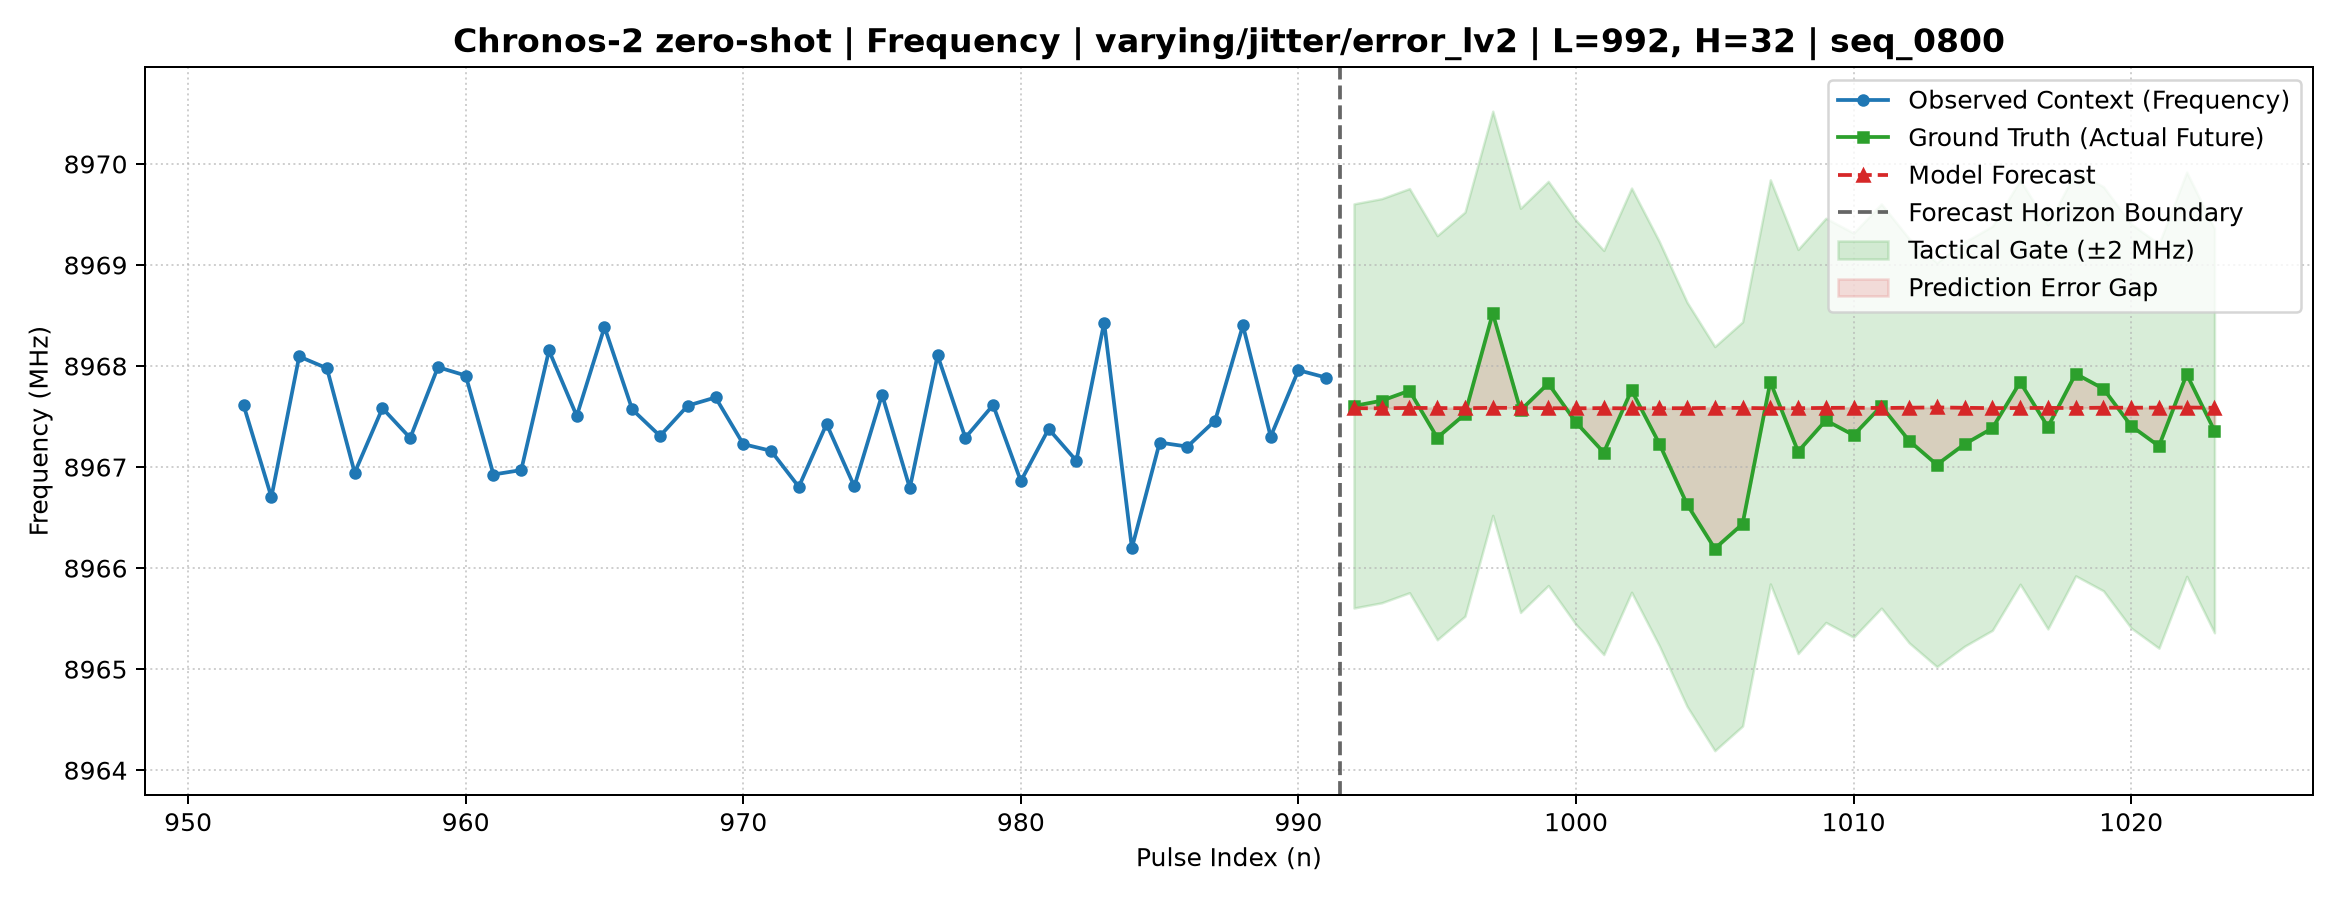 Chronos-2 zero-shot | Frequency | varying/jitter/error_lv2 | L=992, H=32 | seq_0800
Observed Context (Frequency)
Ground Truth (Actual Future)
Model Forecast
Forecast Horizon Boundary
Tactical Gate (±2 MHz)
Prediction Error Gap
Frequency (MHz)
8970
8969
8968
8967
8966
8965
8964
950 960 970 980 990 1000 1010 1020
Pulse Index (n)